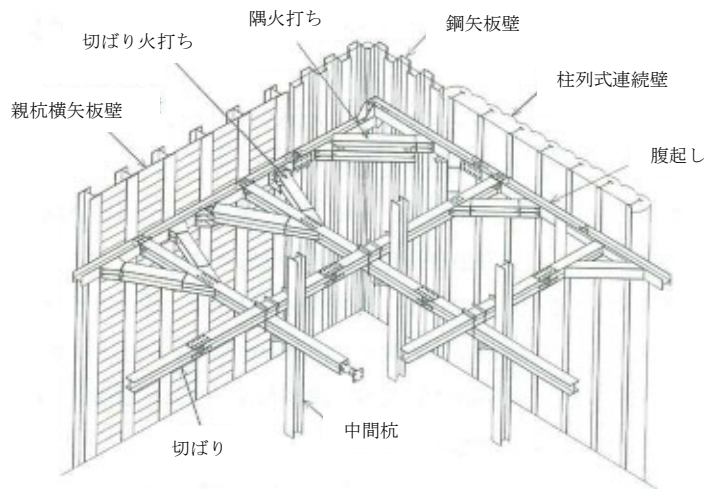 隅火打ち
鋼矢板壁
切ばり火打ち
柱列式連続壁
親杭横矢板壁
腹起し
中間杭
切ばり